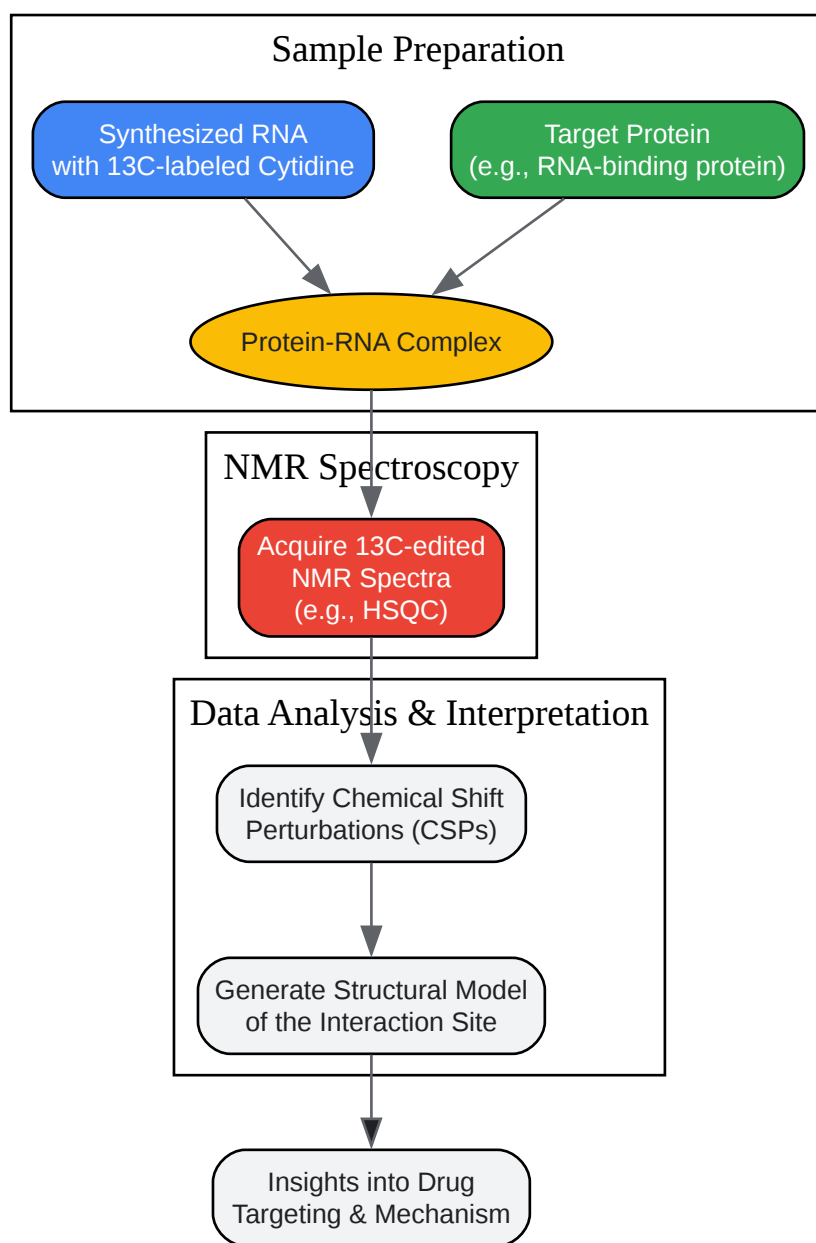 Sample Preparation
Synthesized RNA
with 13C-labeled Cytidine
Target Protein
(e.g., RNA-binding protein)
Protein-RNA Complex
NMR Spectroscopy
Acquire 13C-edited
NMR Spectra
(e.g., HSQC)
Data Analysis & Interpretation
Identify Chemical Shift
Perturbations (CSPs)
Generate Structural Model
of the Interaction Site
Insights into Drug
Targeting & Mechanism